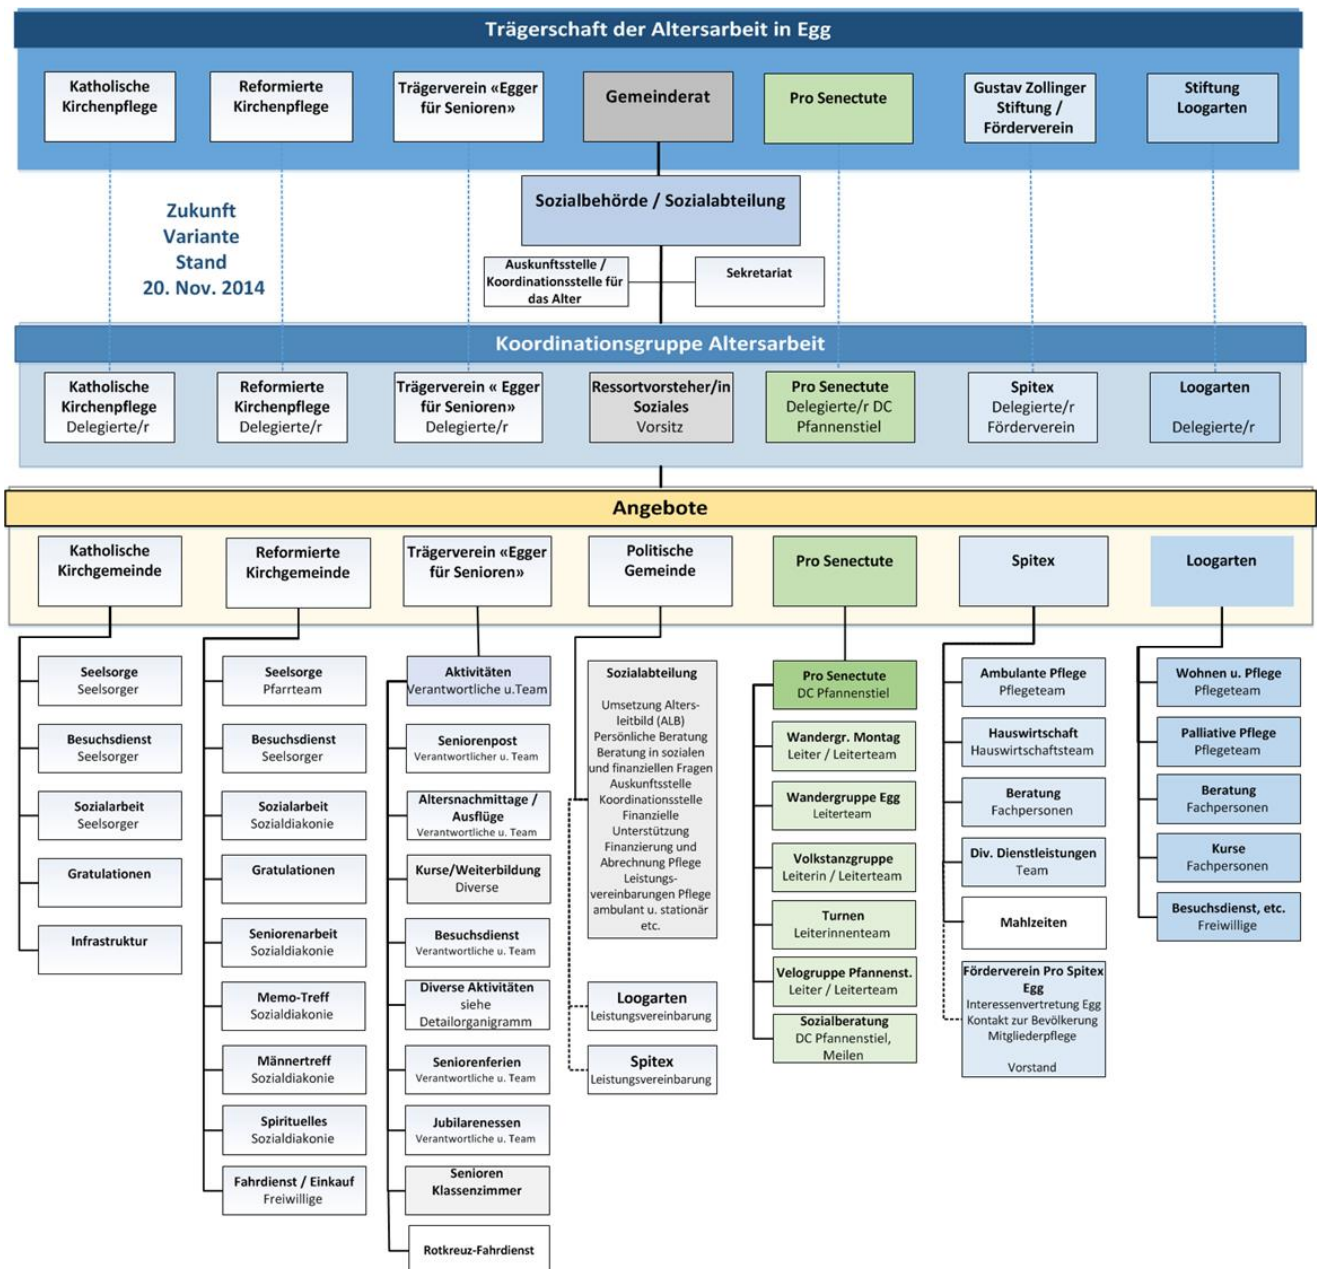 Trägerschaft der Altersarbeit in Egg
Katholische
Kirchenpflege
Reformierte
Kirchenpflege
Trägerverein «Egger
für Senioren»
Gemeinderat
Pro Senectute
Gustav Zollinger
Stiftung /
Förderverein
Stiftung
Loogarten
Sozialbehörde / Sozialabteilung
Zukunft
Variante
Stand
20. Nov. 2014
Auskunftsstelle /
Koordinationsstelle für
das Alter
Sekretariat
Koordinationsgruppe Altersarbeit
Katholische
Kirchenpflege
Delegierte/r
Reformierte
Kirchenpflege
Delegierte/r
Trägerverein « Egger
für Senioren»
Delegierte/r
Ressortvorsteher/in
Soziales
Vorsitz
Pro Senectute
Delegierte/r DC
Pfannenstiel
Spitex
Delegierte/r
Förderverein
Loogarten
Delegierte/r
Angebote
Katholische
Kirchgemeinde
Reformierte
Kirchgemeinde
Trägerverein «Egger
für Senioren»
Politische
Gemeinde
Pro Senectute
Spitex
Loogarten
Seelsorge
Seelsorger
Besuchsdienst
Seelsorger
Sozialarbeit
Seelsorger
Gratulationen
Infrastruktur
Seelsorge
Pfarrteam
Besuchsdienst
Seelsorger
Sozialarbeit
Sozialdiakonie
Gratulationen
Seniorenarbeit
Sozialdiakonie
Memo-Treff
Sozialdiakonie
Männertreff
Sozialdiakonie
Spirituelles
Sozialdiakonie
Fahrdienst / Einkauf
Freiwillige
Aktivitäten
Verantwortliche u.Team
Seniorenpost
Verantwortlicher u. Team
Altersnachmittage /
Ausflüge
Verantwortliche u. Team
Kurse/Weiterbildung
Diverse
Besuchsdienst
Verantwortliche u. Team
Diverse Aktivitäten
siehe
Detailorganigramm
Seniorenferien
Verantwortliche u. Team
Jubilarenessen
Verantwortliche u. Team
Senioren
Klassenzimmer
Rotkreuz-Fahrdienst
Sozialabteilung
Umsetzung Alters-
leitbild (ALB)
Persönliche Beratung
Beratung in sozialen
und finanziellen Fragen
Auskunftsstelle
Koordinationsstelle
Finanzielle
Unterstützung
Finanzierung und
Abrechnung Pflege
Leistungs-
vereinbarungen Pflege
ambulant u. stationär
etc.
Loogarten
Leistungsvereinbarung
Spitex
Leistungsvereinbarung
Pro Senectute
DC Pfannenstiel
Wandergr. Montag
Leiter / Leiterteam
Wandergruppe Egg
Leiterteam
Volkstanzgruppe
Leiterin / Leiterteam
Turnen
Leiterinnenteam
Velogruppe Pfannenst.
Leiter / Leiterteam
Sozialberatung
DC Pfannenstiel,
Meilen
Ambulante Pflege
Pflegeteam
Hauswirtschaft
Hauswirtschaftsteam
Beratung
Fachpersonen
Div. Dienstleistungen
Team
Mahlzeiten
Förderverein Pro Spitex
Egg
Interessenvertretung Egg
Kontakt zur Bevölkerung
Mitgliederpflege
Vorstand
Wohnen u. Pflege
Pflegeteam
Palliative Pflege
Pflegeteam
Beratung
Fachpersonen
Kurse
Fachpersonen
Besuchsdienst, etc.
Freiwillige